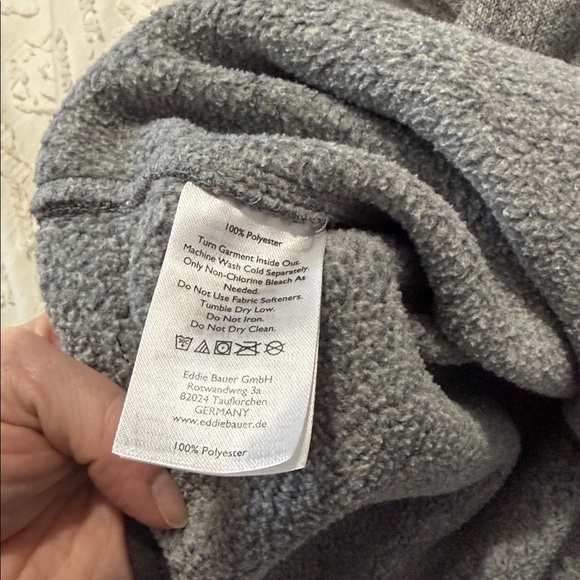 100% Polyester
Turn Garment Inside Out.
Machine Wash Cold Separately.
Only Non-Chlorine Bleach As
Needed.
Do Not Use Fabric Softeners.
Tumble Dry Low.
Do Not Iron.
Do Not Dry Clean.
Eddie Bauer GmbH
Rotwandweg 3a
82024 Taufkirchen
GERMANY
www.eddiebauer.de
100% Polyester